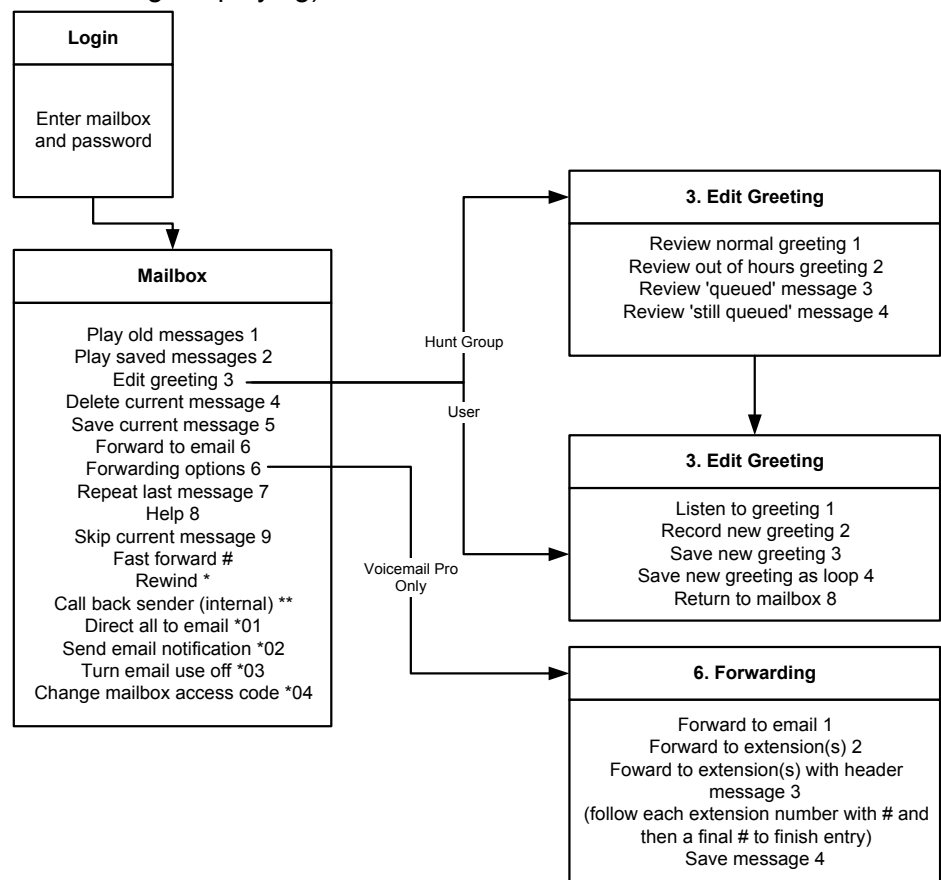 Login
Enter mailbox
and password
Mailbox
Play old messages 1
Play saved messages 2
Edit greeting 3
Delete current message 4
Save current message 5
Forward to email 6
Forwarding options 6
Repeat last message 7
Help 8
Skip current message 9
Fast forward #
Rewind *
Call back sender (internal) **
Direct all to email *01
Send email notification *02
Turn email use off *03
Change mailbox access code *04
Hunt Group
User
Voicemail Pro
Only
3. Edit Greeting
Review normal greeting 1
Review out of hours greeting 2
Review 'queued' message 3
Review 'still queued' message 4
3. Edit Greeting
Listen to greeting 1
Record new greeting 2
Save new greeting 3
Save new greeting as loop 4
Return to mailbox 8
6. Forwarding
Forward to email 1
Forward to extension(s) 2
Foward to extension(s) with header
message 3
(follow each extension number with # and
then a final # to finish entry)
Save message 4